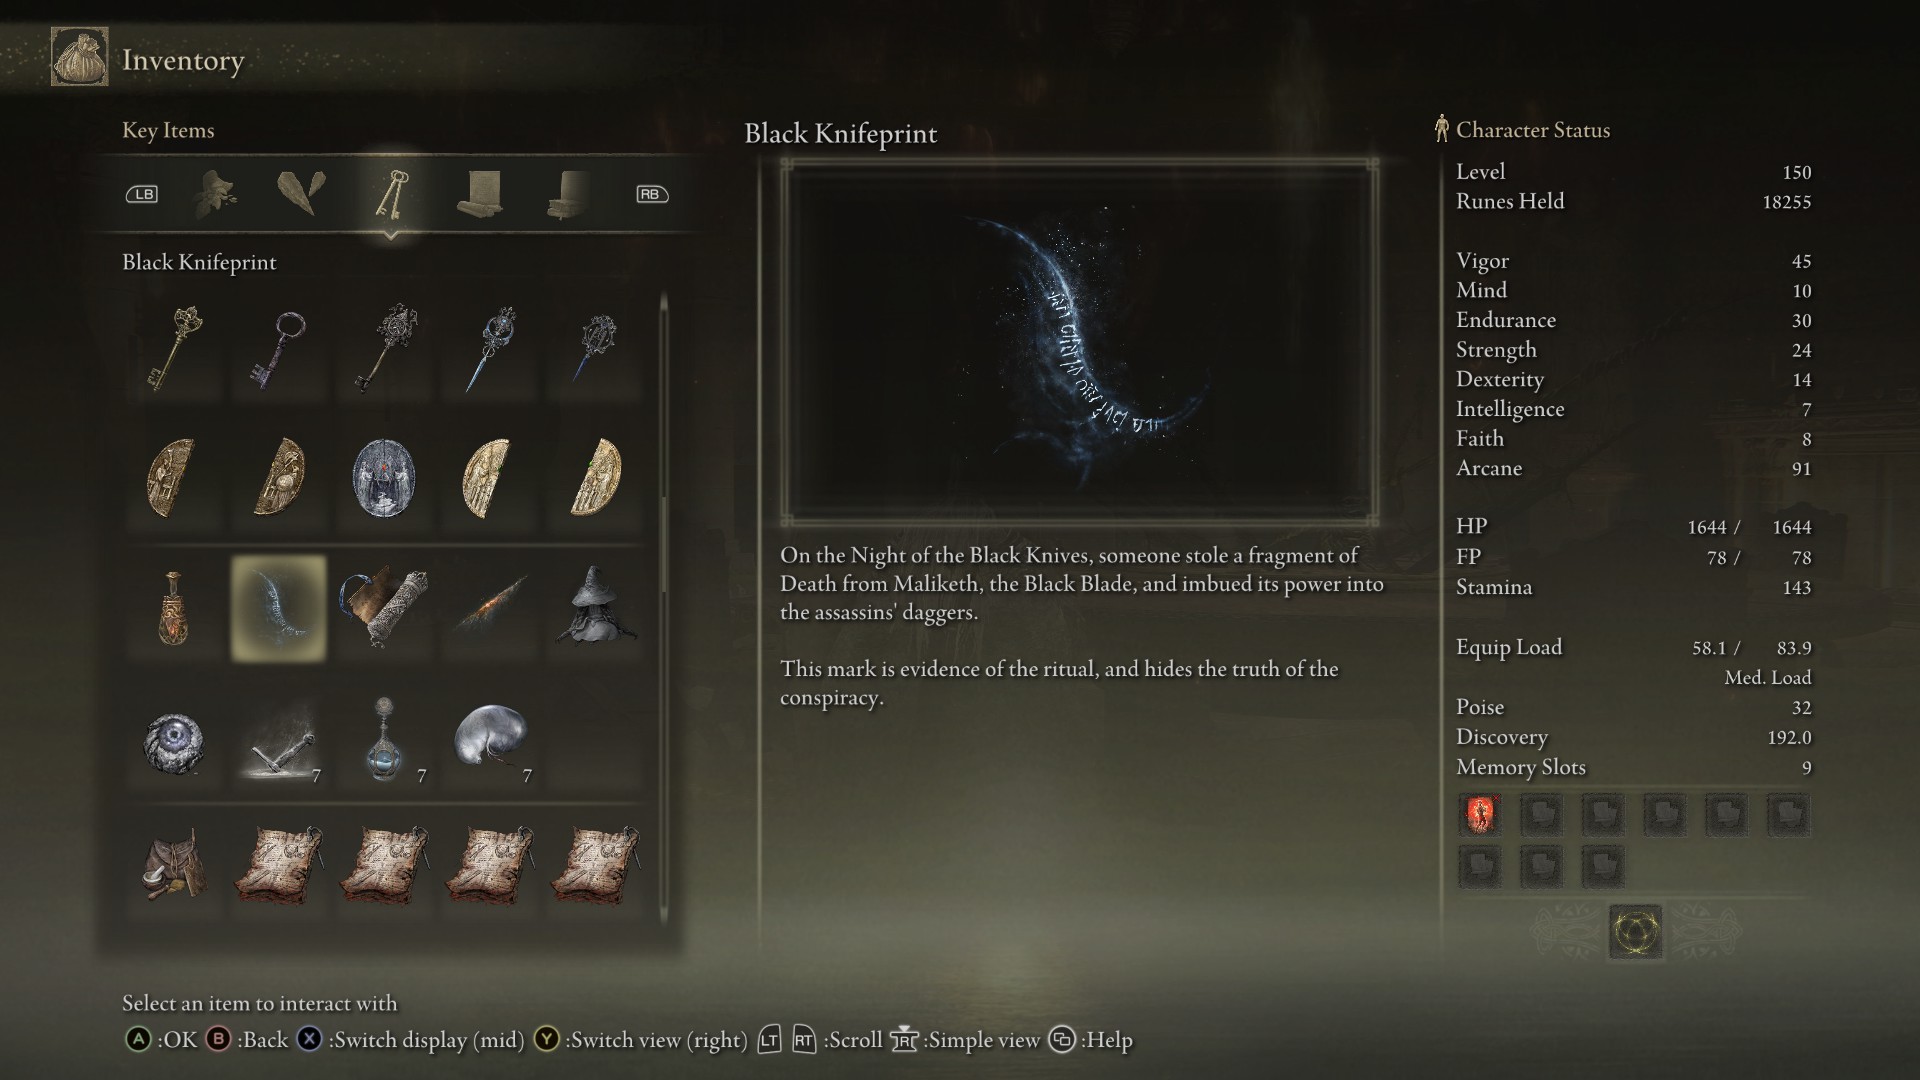 Inventory
Key Items
LB
RB
Black Knifeprint
7
7
7
Black Knifeprint
On the Night of the Black Knives, someone stole a fragment of
Death from Maliketh, the Black Blade, and imbued its power into
the assassins' daggers.
This mark is evidence of the ritual, and hides the truth of the
conspiracy.
Character Status
Level 150
Runes Held 18255
Vigor 45
Mind 10
Endurance 30
Strength 24
Dexterity 14
Intelligence 7
Faith 8
Arcane 91
HP 1644 / 1644
FP 78 / 78
Stamina 143
Equip Load 58.1 / 83.9
Med. Load
Poise 32
Discovery 192.0
Memory Slots 9
Select an item to interact with
A :OK B :Back X :Switch display (mid) Y :Switch view (right) LT RT :Scroll R :Simple view :Help